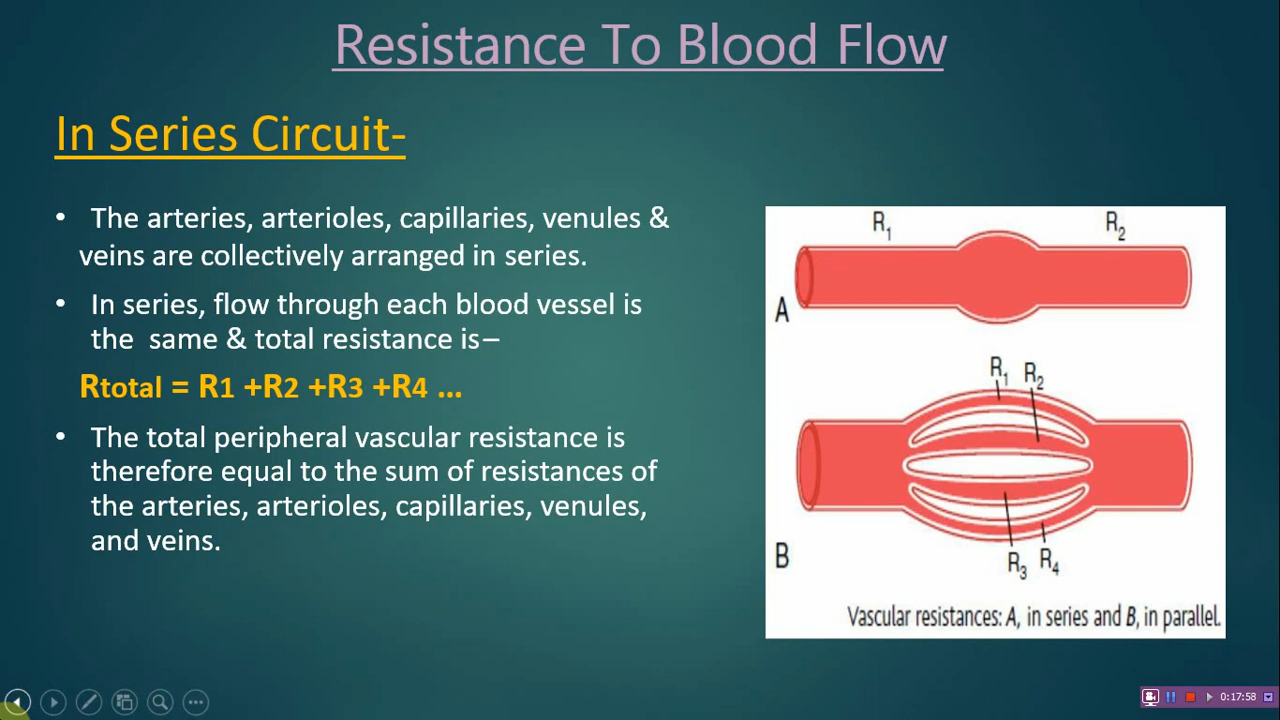 Resistance To Blood Flow
In Series Circuit-
• The arteries, arterioles, capillaries, venules &
veins are collectively arranged in series.
• In series, flow through each blood vessel is
the same & total resistance is–
Rtotal = R1 +R2 +R3 +R4 ...
• The total peripheral vascular resistance is
therefore equal to the sum of resistances of
the arteries, arterioles, capillaries, venules,
and veins.
R₁ R₂
A
R₁ R₂
B
R₃ R₄
Vascular resistances: A, in series and B, in parallel.
0:17:58